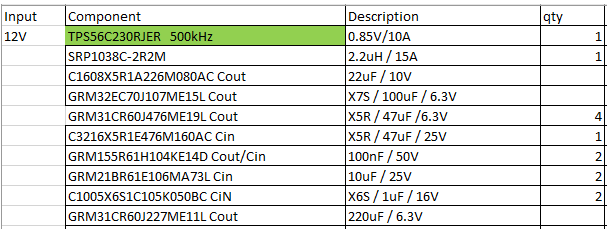 Input Component Description qty
12V TPS56C230RJER 500kHz 0.85V/10A 1
SRP1038C-2R2M 2.2uH / 15A 1
C1608X5R1A226M080AC Cout 22uF / 10V
GRM32EC70J107ME15L Cout X7S / 100uF / 6.3V
GRM31CR60J476ME19L Cout X5R / 47uF /6.3V 4
C3216X5R1E476M160AC Cin X5R / 47uF / 25V 1
GRM155R61H104KE14D Cout/Cin 100nF / 50V 2
GRM21BR61E106MA73L Cin 10uF / 25V 2
C1005X6S1C105K050BC CiN X6S / 1uF / 16V 2
GRM31CR60J227ME11L Cout 220uF / 6.3V